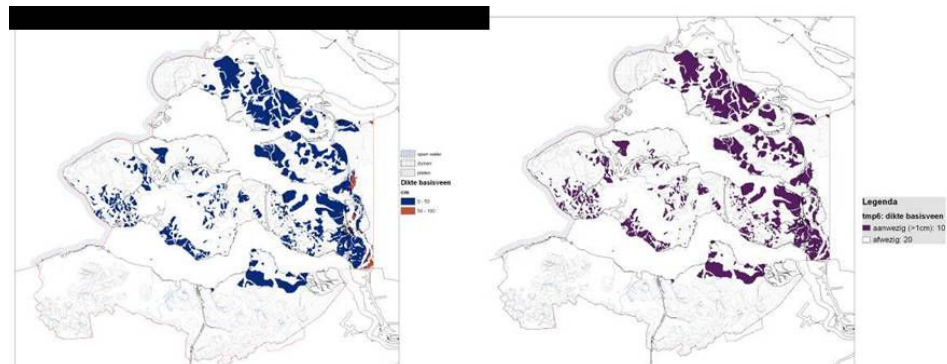 open water
duinen
platen
Dikte basisveen
cm
0 - 50
50 - 100
Legenda
tmp6: dikte basisveen
aanwezig (>1cm): 10
afwezig: 20